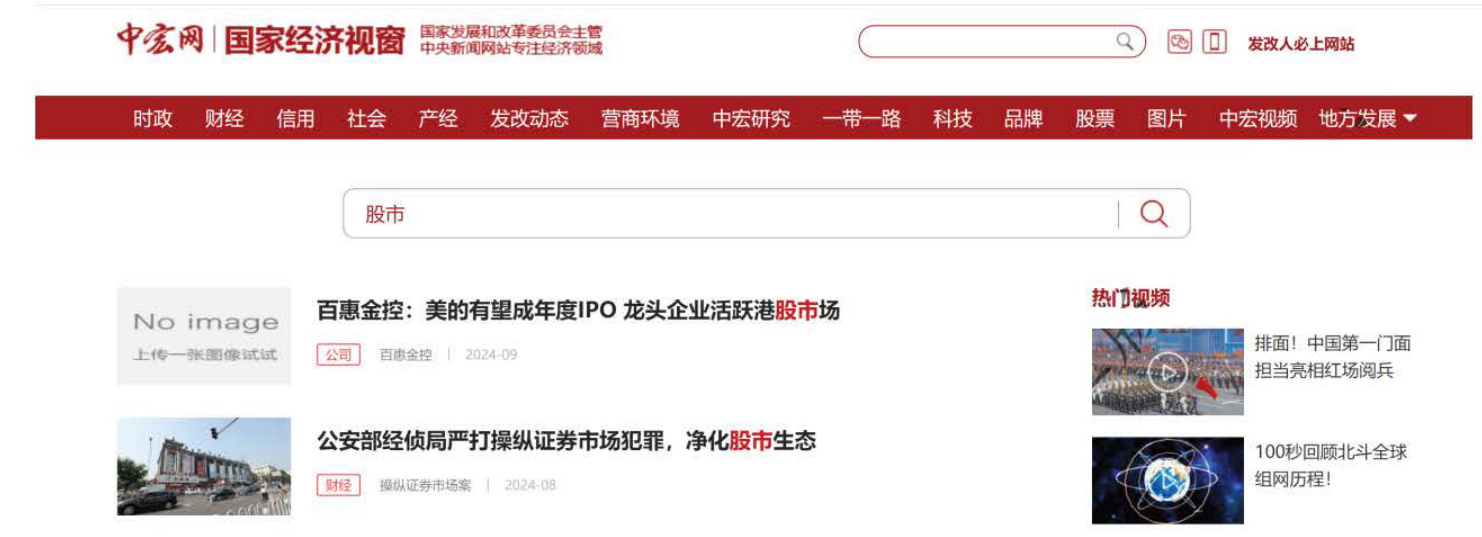 中宏网 国家经济视窗 国家发展和改革委员会主管
中央新闻网站专注经济领域
发改人必上网站
时政 财经 信用 社会 产经 发改动态 营商环境 中宏研究 一带一路 科技 品牌 股票 图片 中宏视频 地方发展
股市
No image
上传一张图像试试
百惠金控：美的有望成年度IPO 龙头企业活跃港股市场
公司 百惠金控 | 2024-09
公安部经侦局严打操纵证券市场犯罪，净化股市生态
财经 操纵证券市场案 | 2024-08
热门视频
排面！中国第一门面
担当亮相红场阅兵
100秒回顾北斗全球
组网历程！